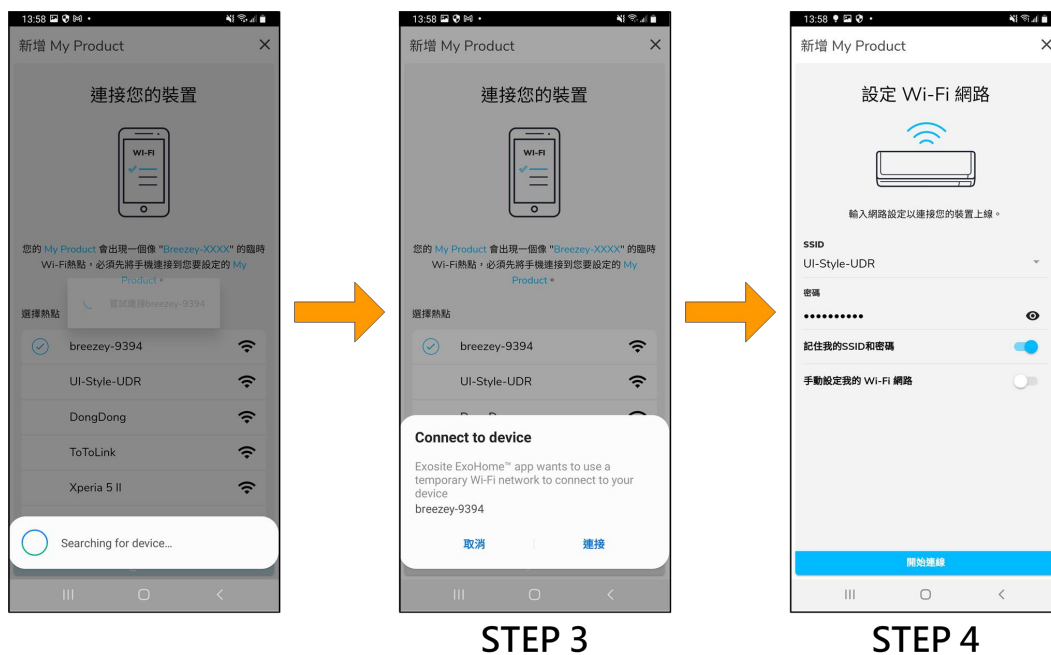 13:58
新增 My Product
連接您的裝置
WI-FI
您的 My Product 會出現一個像 "Breezey-XXXX" 的臨時
Wi-Fi熱點，必須先將手機連接到您要設定的 My
Product。
嘗試連接breezey-9394
選擇熱點
breezey-9394
UI-Style-UDR
DongDong
ToToLink
Xperia 5 II
Searching for device...
13:58
新增 My Product
連接您的裝置
WI-FI
您的 My Product 會出現一個像 "Breezey-XXXX" 的臨時
Wi-Fi熱點，必須先將手機連接到您要設定的 My
Product。
選擇熱點
breezey-9394
UI-Style-UDR
Connect to device
Exosite ExoHome™ app wants to use a
temporary Wi-Fi network to connect to your
device
breezey-9394
取消
連接
STEP 3
13:58
新增 My Product
設定 Wi-Fi 網路
輸入網路設定以連接您的裝置上線。
SSID
UI-Style-UDR
密碼
••••••••••
記住我的SSID和密碼
手動設定我的 Wi-Fi 網路
開始連線
STEP 4